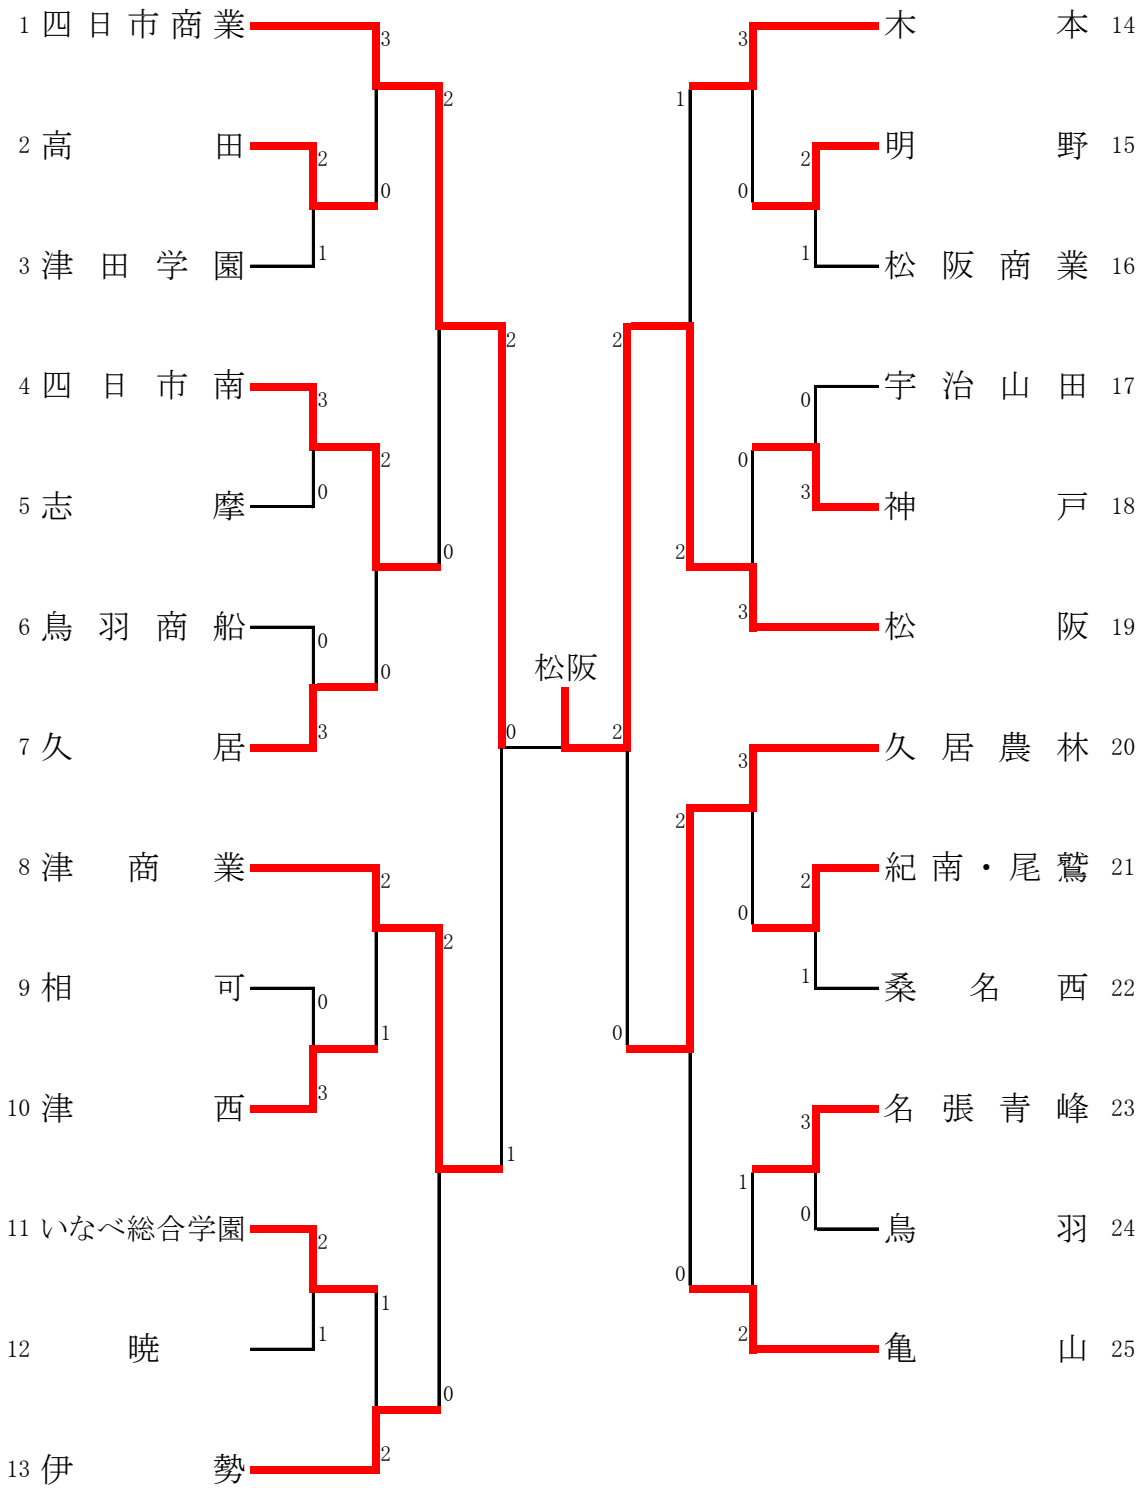 1 四日市商業
2 高田
3 津田学園
4 四日市南
5 志摩
6 鳥羽商船
7 久居
8 津商業
9 相可
10 津西
11 いなべ総合学園
12 暁
13 伊勢
3
2
2
0
1
2
3
2
0
0
0
0
3
0
2
2
0
1
3
1
2
1
1
0
2
松阪
2
0
3
1
2
0
1
2
0
0
3
2
3
3
2
2
0
1
0
3
1
0
0
2
木本 14
明野 15
松阪商業 16
宇治山田 17
神戸 18
松阪 19
久居農林 20
紀南・尾鷲 21
桑名西 22
名張青峰 23
鳥羽 24
亀山 25